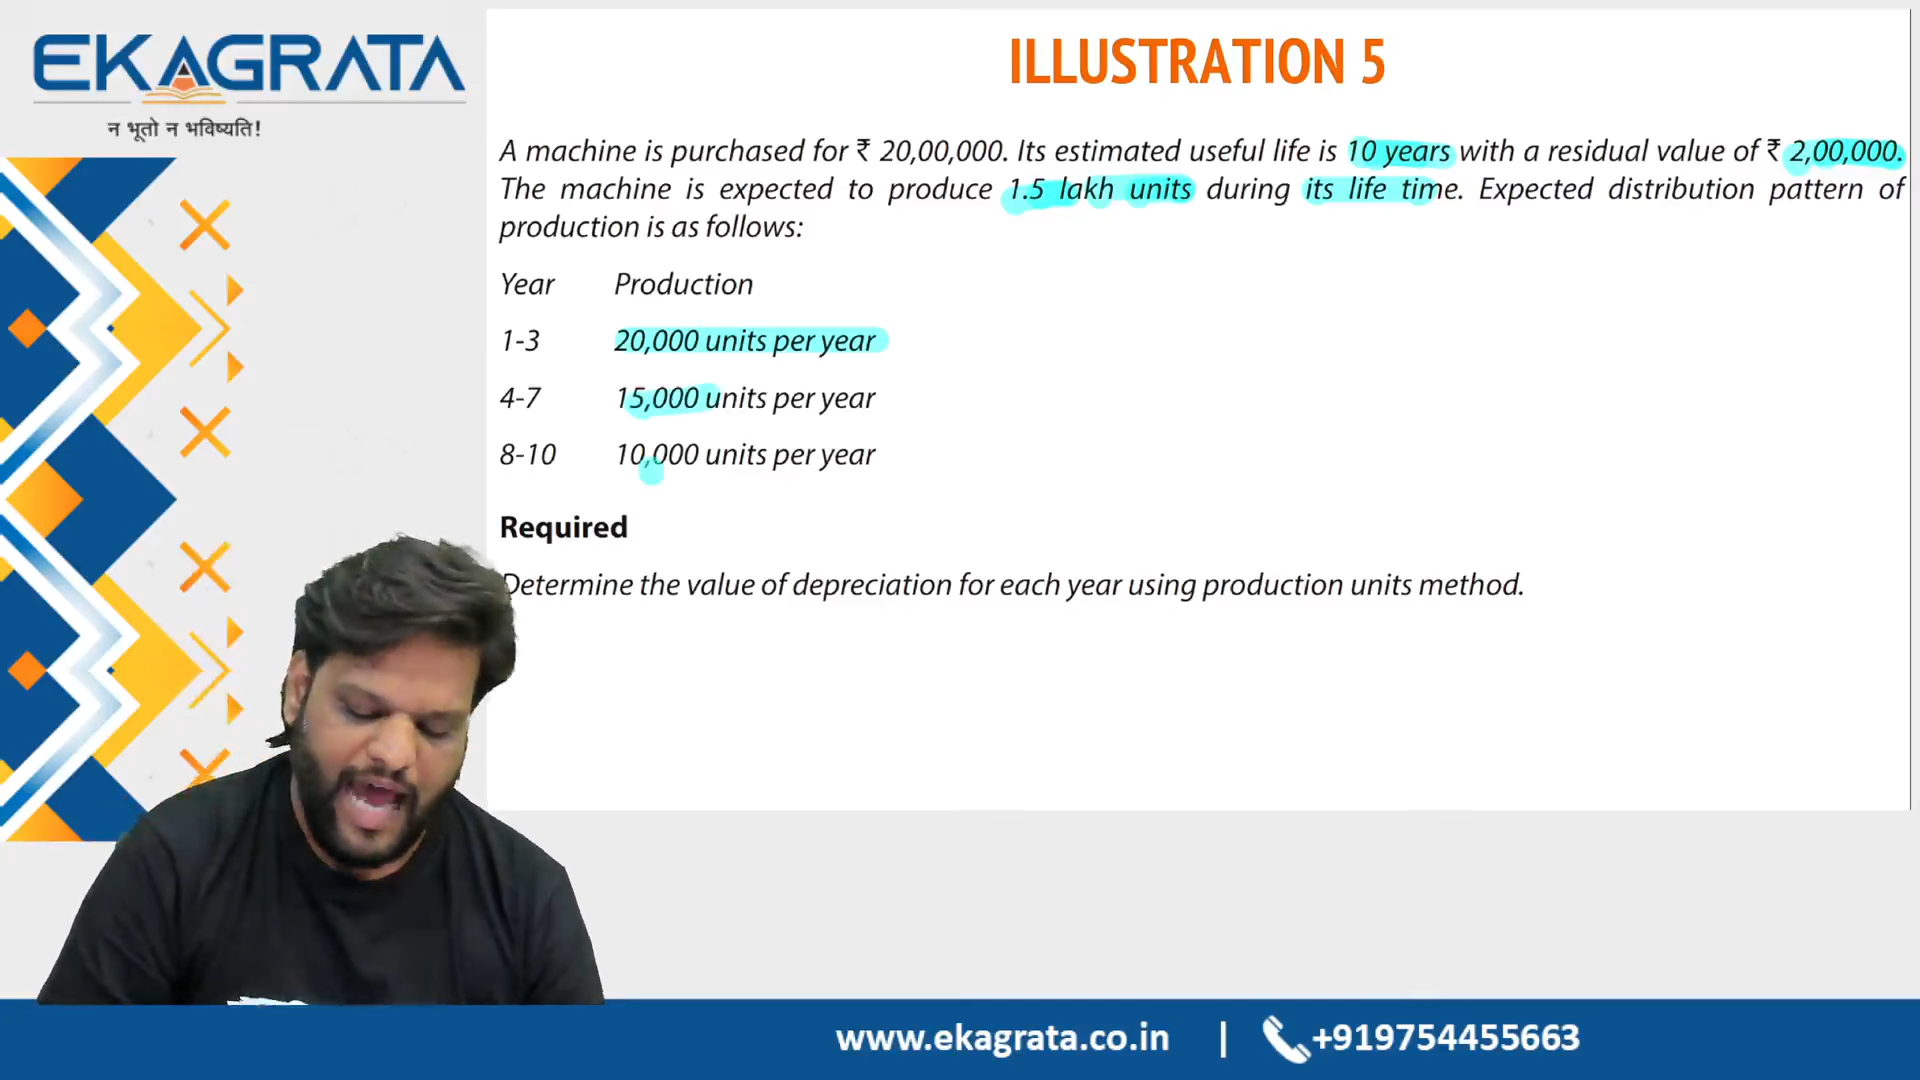 EKAGRATA
न भूतो न भविष्यति!
ILLUSTRATION 5
A machine is purchased for ₹ 20,00,000. Its estimated useful life is 10 years with a residual value of ₹ 2,00,000.
The machine is expected to produce 1.5 lakh units during its life time. Expected distribution pattern of
production is as follows:
Year Production
1-3 20,000 units per year
4-7 15,000 units per year
8-10 10,000 units per year
Required
Determine the value of depreciation for each year using production units method.
www.ekagrata.co.in | +919754455663